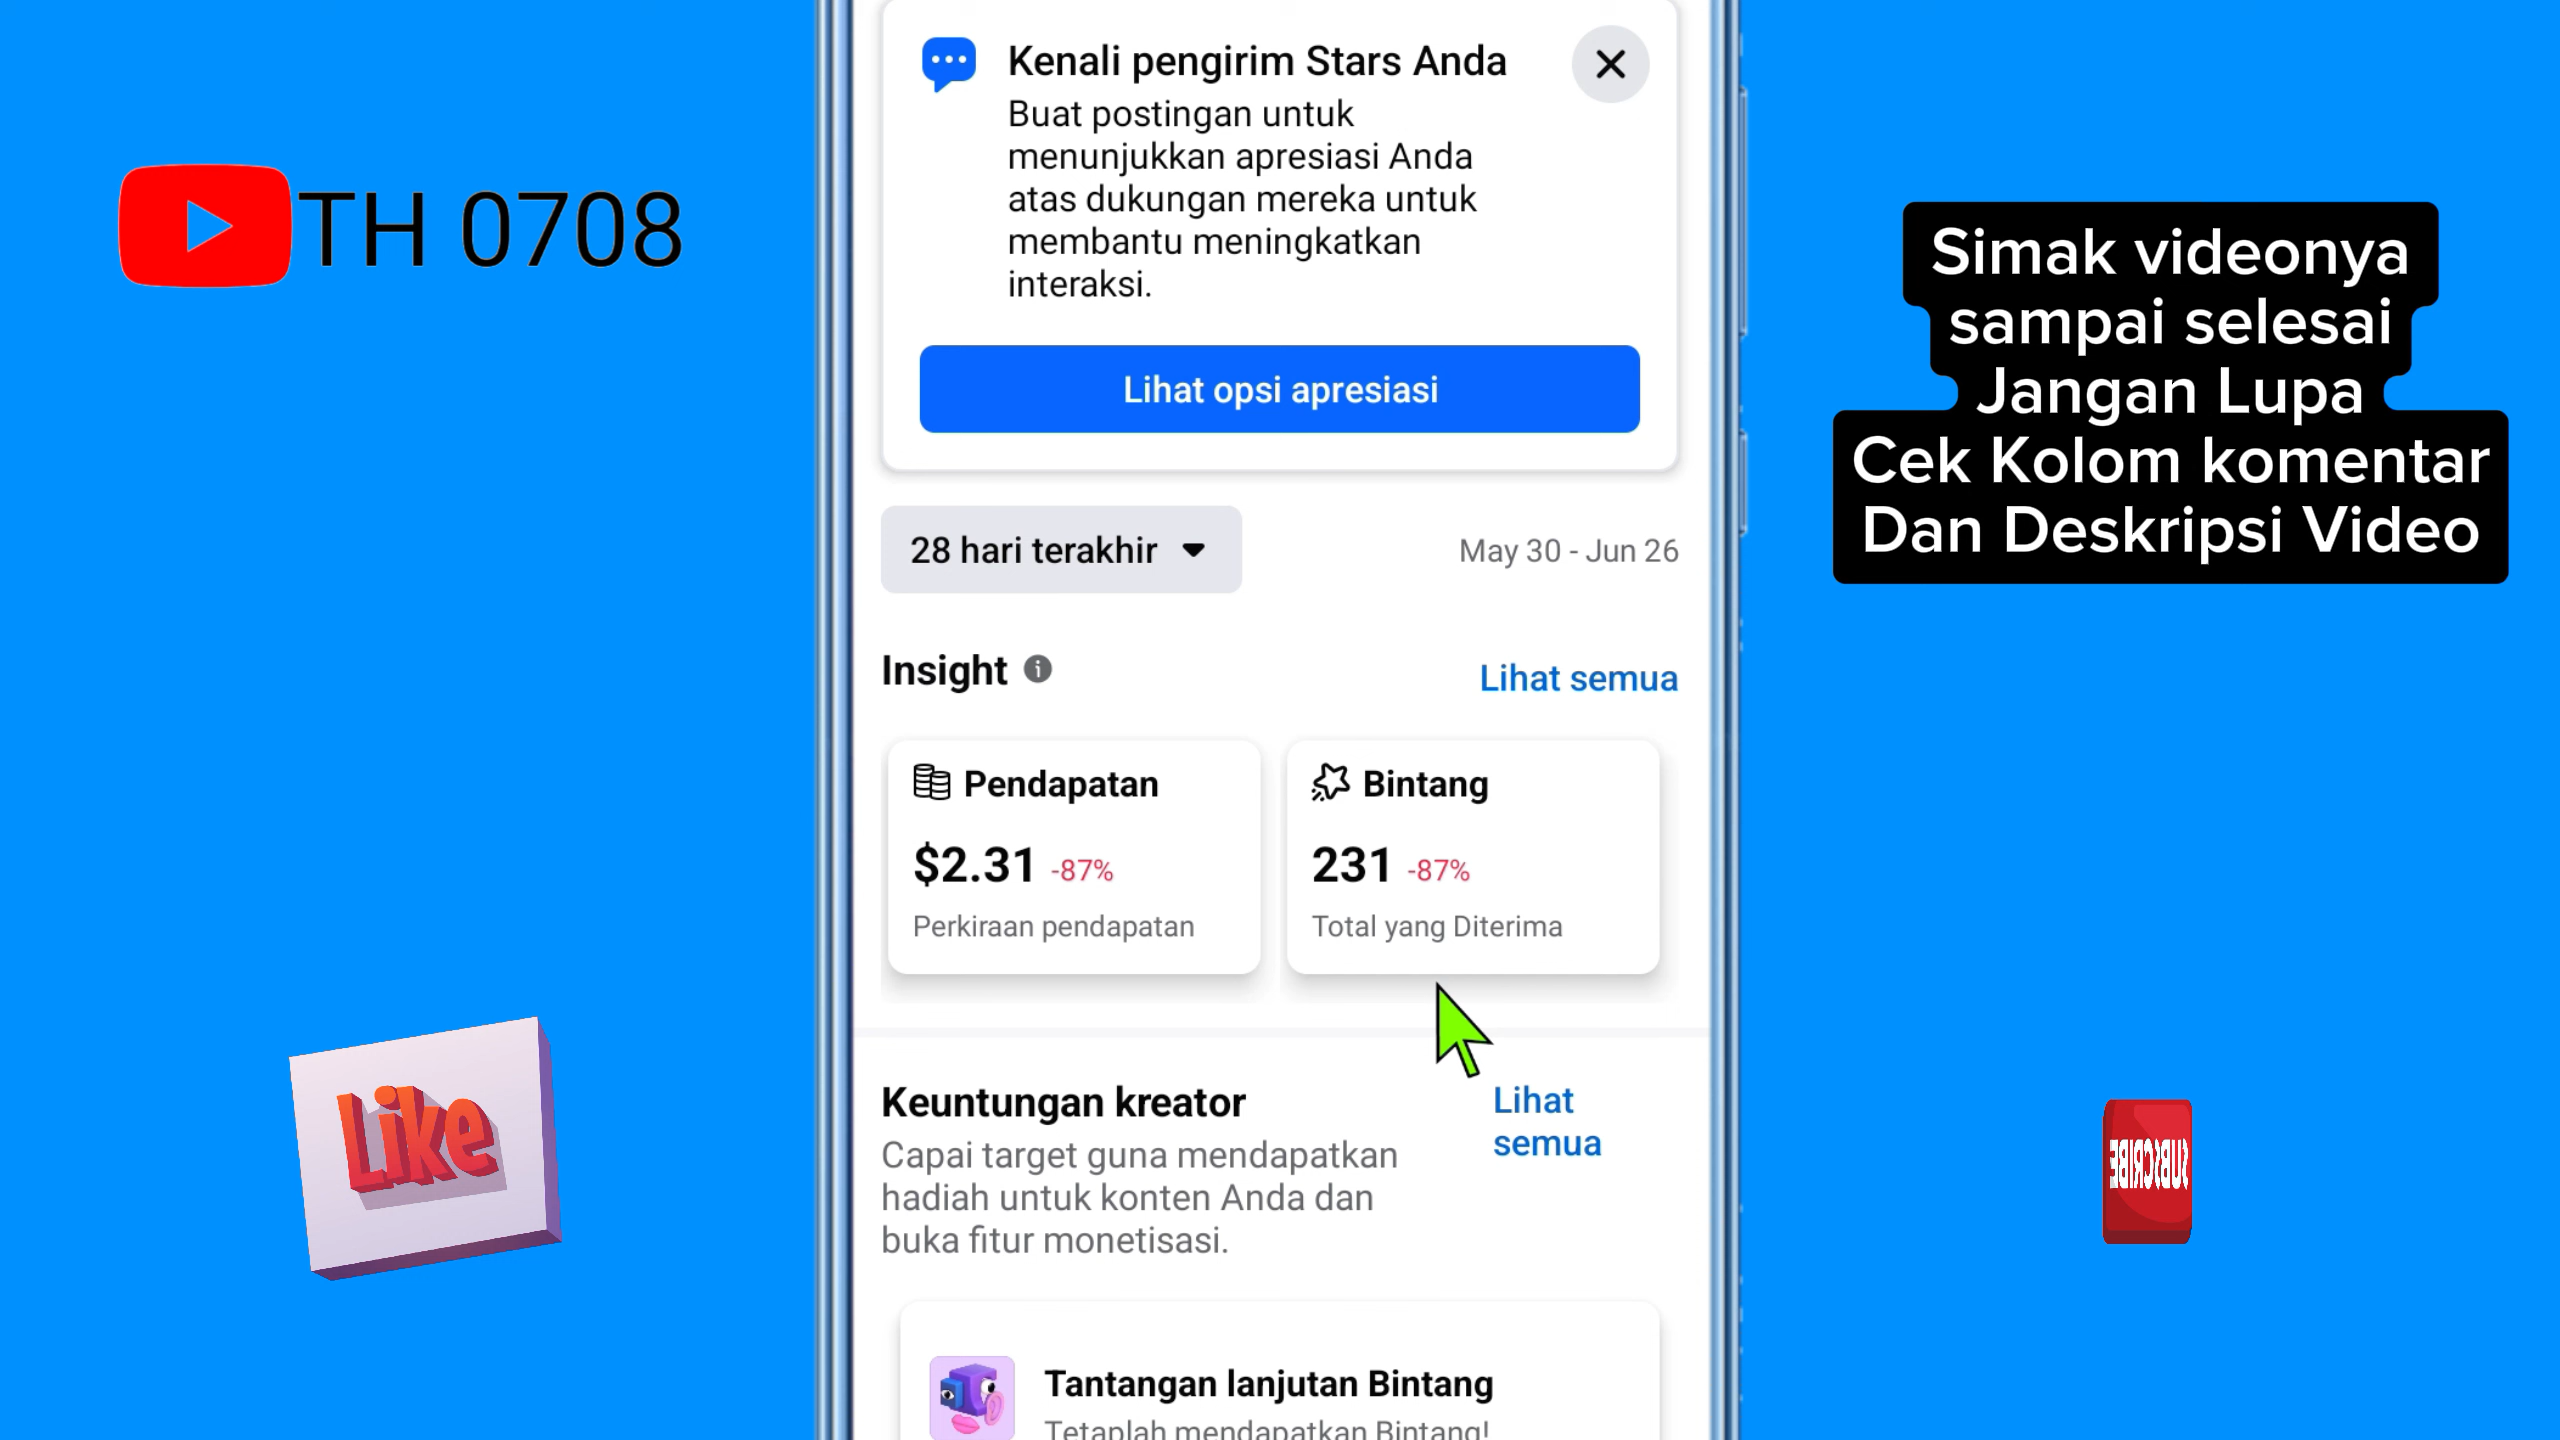 TH 0708
Kenali pengirim Stars Anda
Buat postingan untuk
menunjukkan apresiasi Anda
atas dukungan mereka untuk
membantu meningkatkan
interaksi.
Lihat opsi apresiasi
Simak videonya
sampai selesai
Jangan Lupa
Cek Kolom komentar
Dan Deskripsi Video
28 hari terakhir
May 30 - Jun 26
Insight
Lihat semua
Pendapatan
$2.31 -87%
Perkiraan pendapatan
Bintang
231 -87%
Total yang Diterima
Keuntungan kreator
Lihat
semua
Capai target guna mendapatkan
hadiah untuk konten Anda dan
buka fitur monetisasi.
Like
SUBSCRIBE
Tantangan lanjutan Bintang
Tetaplah mendapatkan Bintang!